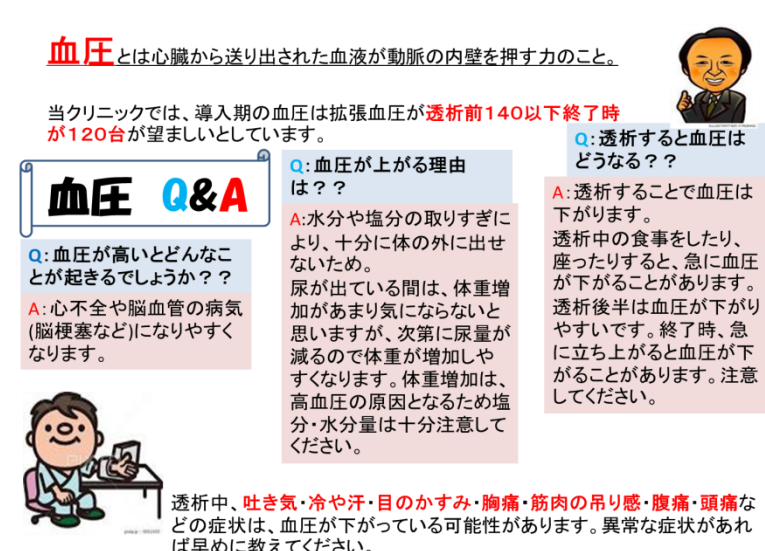 血圧とは心臓から送り出された血液が動脈の内壁を押す力のこと。
当クリニックでは、導入期の血圧は拡張血圧が透析前140以下終了時
が120台が望ましいとしています。
血圧 Q&A
Q:血圧が高いとどんなこ
とが起きるでしょうか??
A:心不全や脳血管の病気
(脳梗塞など)になりやすく
なります。
Q:血圧が上がる理由
は??
A:水分や塩分の取りすぎに
より、十分に体の外に出せ
ないため。
尿が出ている間は、体重増
加があまり気にならないと
思いますが、次第に尿量が
減るので体重が増加しや
すくなります。体重増加は、
高血圧の原因となるため塩
分・水分量は十分注意して
ください。
Q:透析すると血圧は
どうなる??
A:透析することで血圧は
下がります。
透析中の食事をしたり、
座ったりすると、急に血圧
が下がることがあります。
透析後半は血圧が下がり
やすいです。終了時、急
に立ち上がると血圧が下
がることがあります。注意
してください。
透析中、吐き気・冷や汗・目のかすみ・胸痛・筋肉の吊り感・腹痛・頭痛な
どの症状は、血圧が下がっている可能性があります。異常な症状があれ
ば早めに教えてください。